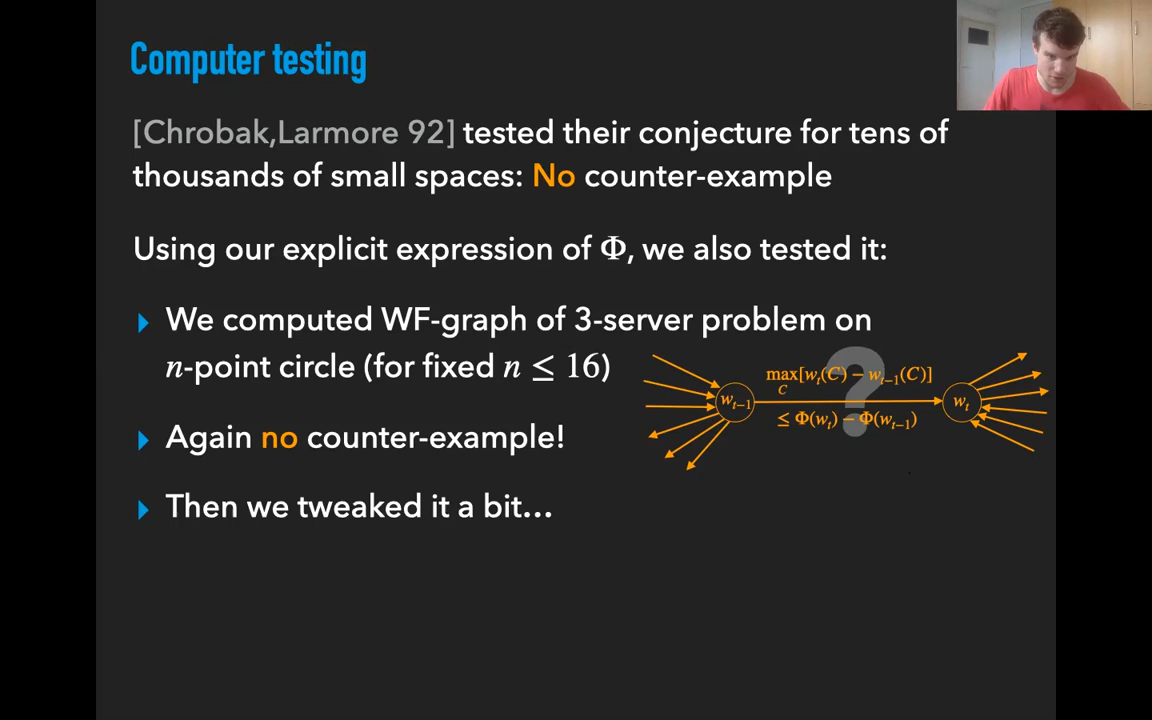 Computer testing
[Chrobak,Larmore 92] tested their conjecture for tens of
thousands of small spaces: No counter-example
Using our explicit expression of Φ, we also tested it:
We computed WF-graph of 3-server problem on
n-point circle (for fixed n ≤ 16)
max[w_t(C) − w_{t−1}(C)]
C
?
w_{t−1}
w_t
≤ Φ(w_t) − Φ(w_{t−1})
Again no counter-example!
Then we tweaked it a bit…